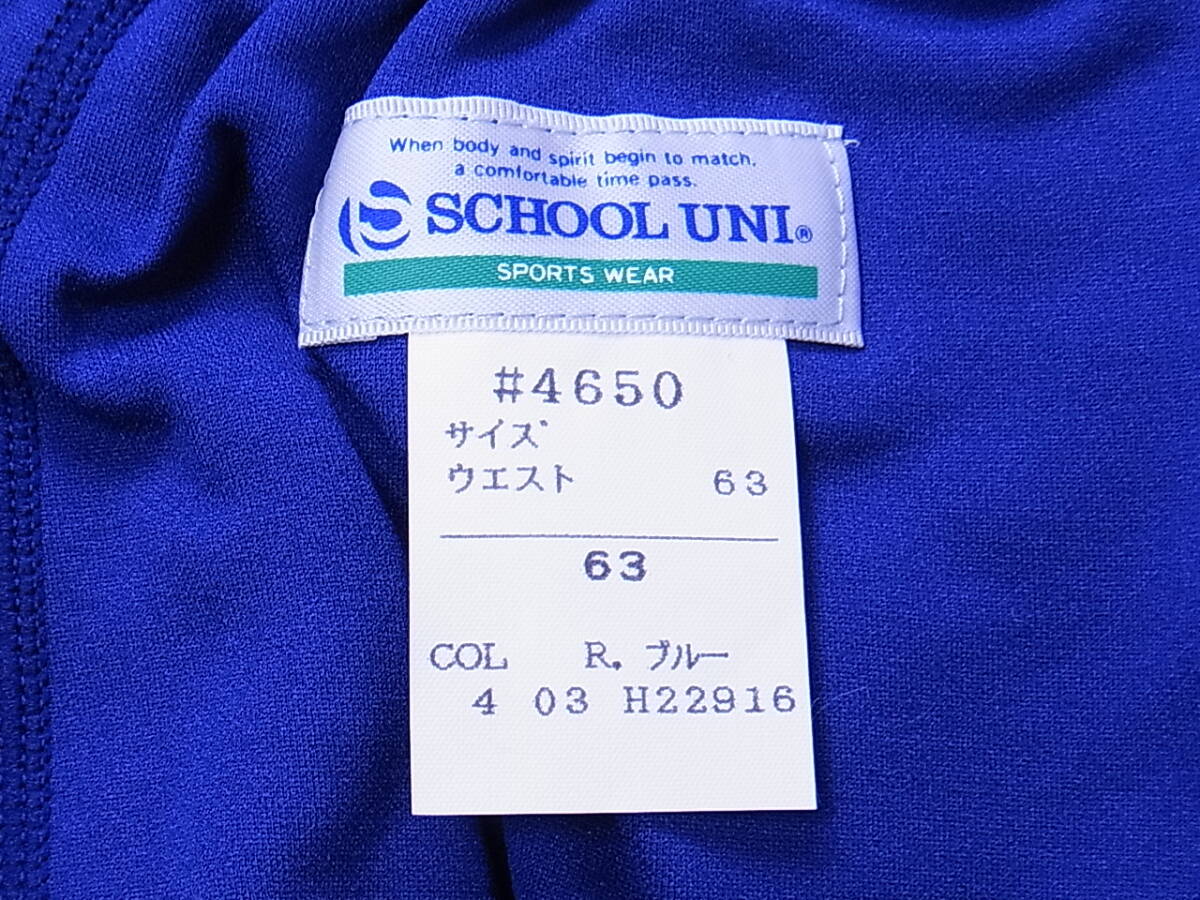 When body and spirit begin to match,
a comfortable time pass.
SCHOOL UNI®
SPORTS WEAR
#4650
サイズ
ウエスト 63
63
COL R. ブルー
4 03 H22916